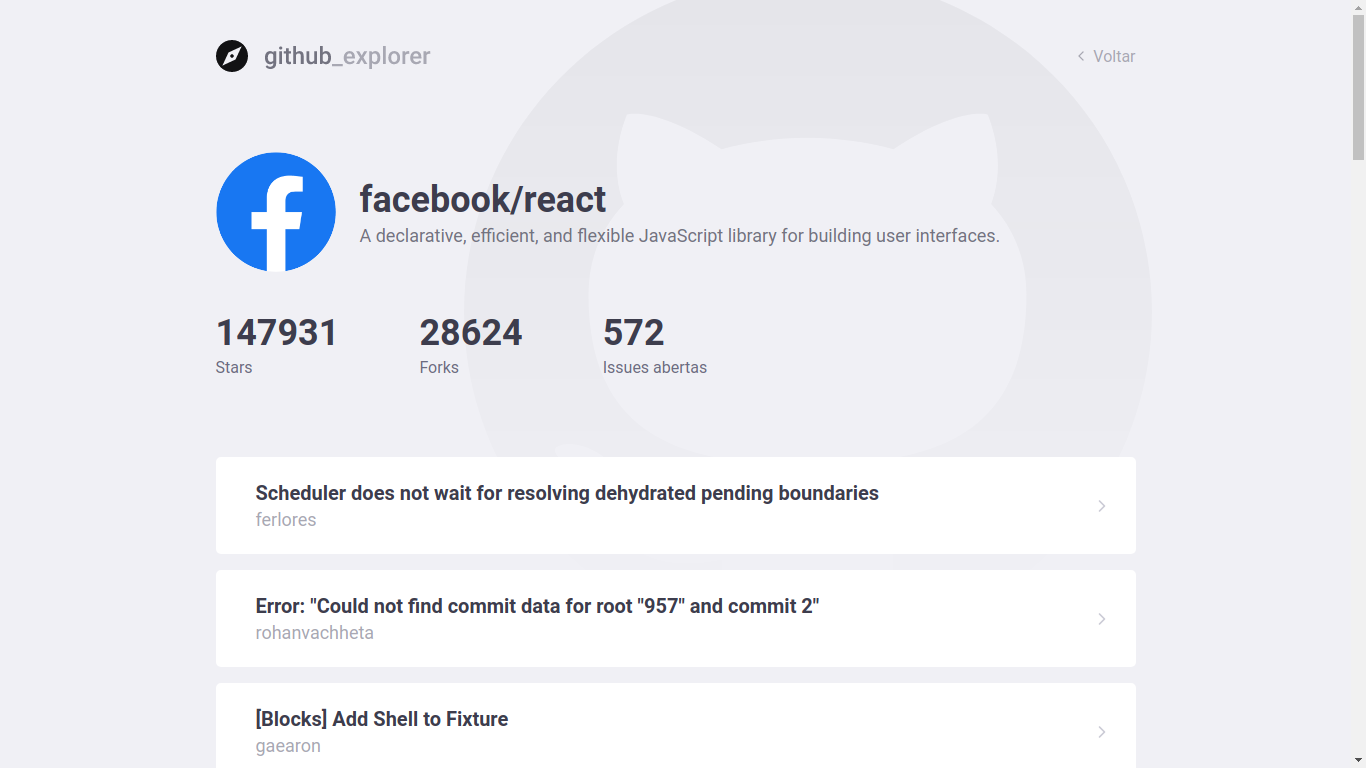 github_explorer
Voltar
facebook/react
A declarative, efficient, and flexible JavaScript library for building user interfaces.
147931 28624 572
Stars Forks Issues abertas
Scheduler does not wait for resolving dehydrated pending boundaries
ferlores
Error: "Could not find commit data for root "957" and commit 2"
rohanvachheta
[Blocks] Add Shell to Fixture
gaearon